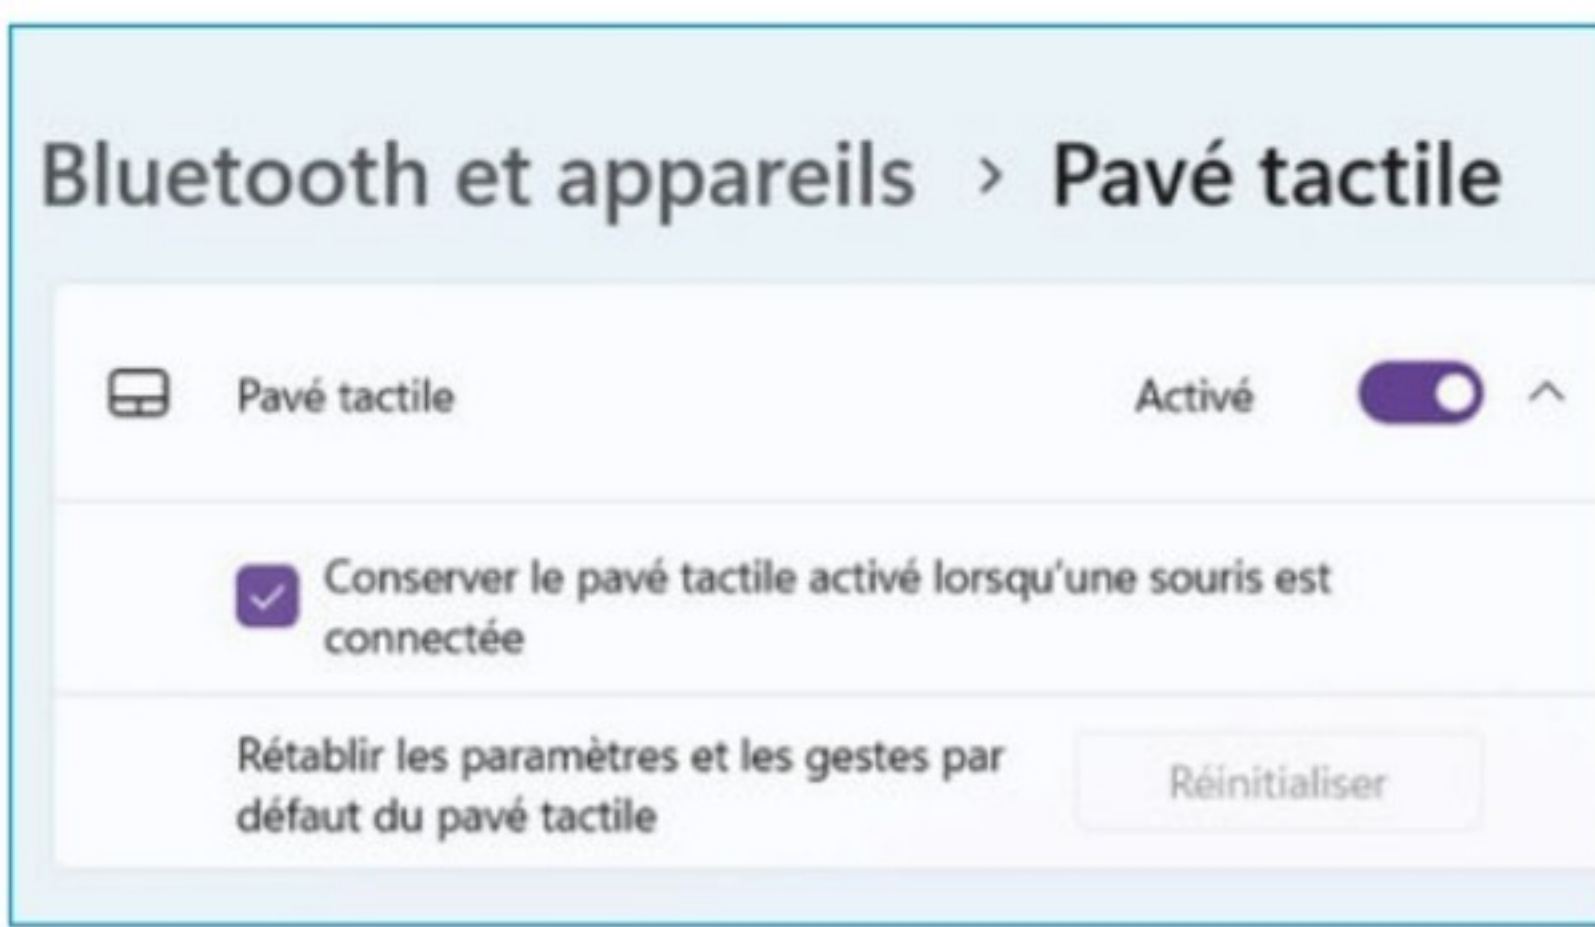 Bluetooth et appareils > Pavé tactile
Pavé tactile Activé
Conserver le pavé tactile activé lorsqu'une souris est
connectée
Rétablir les paramètres et les gestes par
défaut du pavé tactile
Réinitialiser